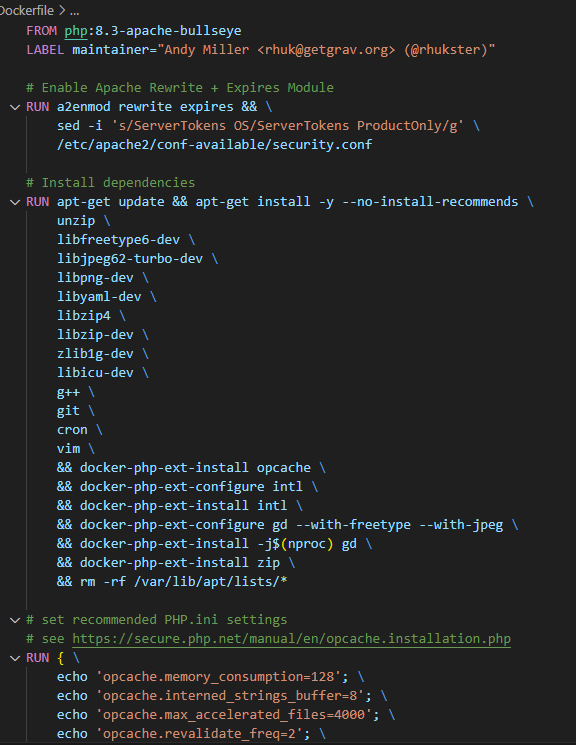 Dockerfile > ...
FROM php:8.3-apache-bullseye
LABEL maintainer="Andy Miller <rhuk@getgrav.org> (@rhukster)"
# Enable Apache Rewrite + Expires Module
RUN a2enmod rewrite expires && \
sed -i 's/ServerTokens OS/ServerTokens ProductOnly/g' \
/etc/apache2/conf-available/security.conf
# Install dependencies
RUN apt-get update && apt-get install -y --no-install-recommends \
unzip \
libfreetype6-dev \
libjpeg62-turbo-dev \
libpng-dev \
libyaml-dev \
libzip4 \
libzip-dev \
zlib1g-dev \
libicu-dev \
g++ \
git \
cron \
vim \
&& docker-php-ext-install opcache \
&& docker-php-ext-configure intl \
&& docker-php-ext-install intl \
&& docker-php-ext-configure gd --with-freetype --with-jpeg \
&& docker-php-ext-install -j$(nproc) gd \
&& docker-php-ext-install zip \
&& rm -rf /var/lib/apt/lists/*
# set recommended PHP.ini settings
# see https://secure.php.net/manual/en/opcache.installation.php
RUN { \
echo 'opcache.memory_consumption=128'; \
echo 'opcache.interned_strings_buffer=8'; \
echo 'opcache.max_accelerated_files=4000'; \
echo 'opcache.revalidate_freq=2'; \